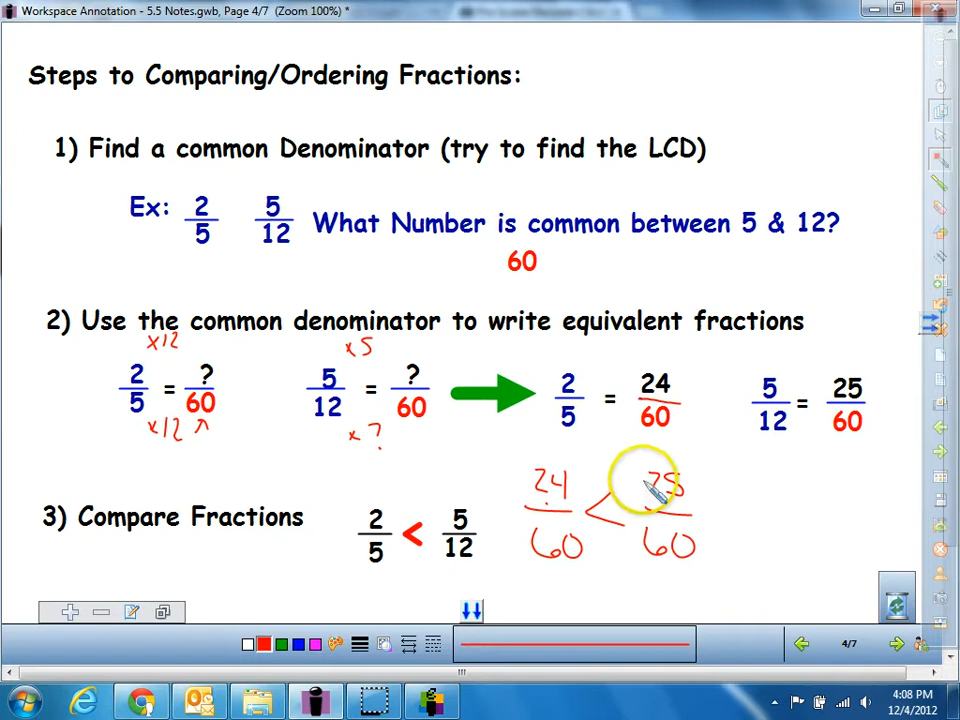 Workspace Annotation - 5.5 Notes.gwb, Page 4/7 (Zoom 100%) *
Steps to Comparing/Ordering Fractions:
1) Find a common Denominator (try to find the LCD)
Ex: 2/5 5/12 What Number is common between 5 & 12?
60
2) Use the common denominator to write equivalent fractions
x12 x5
2/5 = ?/60 5/12 = ?/60 2/5 = 24/60 5/12 = 25/60
x12 x?
3) Compare Fractions 2/5 < 5/12 24/60 < 25/60
4/7
4:08 PM
12/4/2012